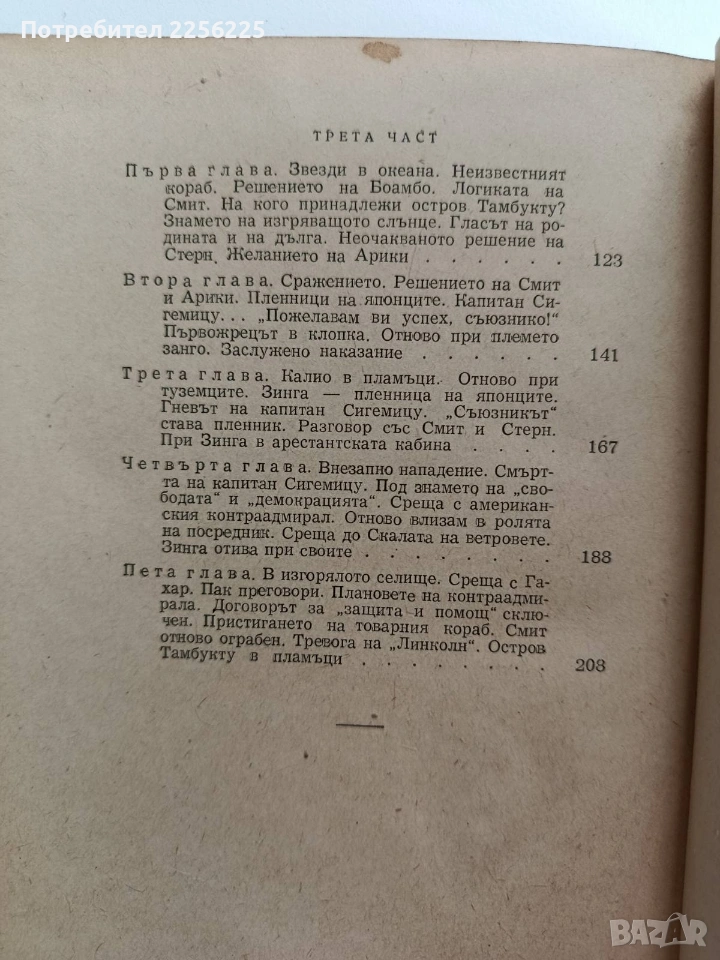 Потребител 2256225
ТРЕТА ЧАСТ
Първа глава. Звезди в океана. Неизвестният
кораб. Решението на Боамбо. Логиката на
Смит. На кого принадлежи остров Тамбукту?
Знамето на изгряващото слънце. Гласът на ро-
дината и на дълга. Неочакваното решение на
Стерн. Желанието на Арики . . . . . . 123
Втора глава. Сражението. Решението на Смит
и Арики. Пленници на японците. Капитан Си-
гемицу... „Пожелавам ви успех, съюзнико!"
Първожрецът в клопка. Отново при племето
занго. Заслужено наказание . . . . . . 141
Трета глава. Калио в пламъци. Отново при
туземците. Зинга — пленница на японците.
Гневът на капитан Сигемицу. „Съюзникът"
става пленник. Разговор със Смит и Стерн.
При Зинга в арестантската кабина . . . . 167
Четвърта глава. Внезапно нападение. Смърт-
та на капитан Сигемицу. Под знамето на „сво-
бодата" и „демокрацията". Среща с американ-
ския контраадмирал. Отново влизам в ролята
на посредник. Среща до Скалата на ветровете.
Зинга отива при своите . . . . . . . 188
Пета глава. В изгорялото селище. Среща с Га-
хар. Пак преговори. Плановете на контраадми-
рала. Договорът за „защита и помощ" склю-
чен. Пристигането на товарния кораб. Смит
отново ограбен. Тревога на „Линколн". Остров
Тамбукту в пламъци . . . . . . . . 208
BAZAR